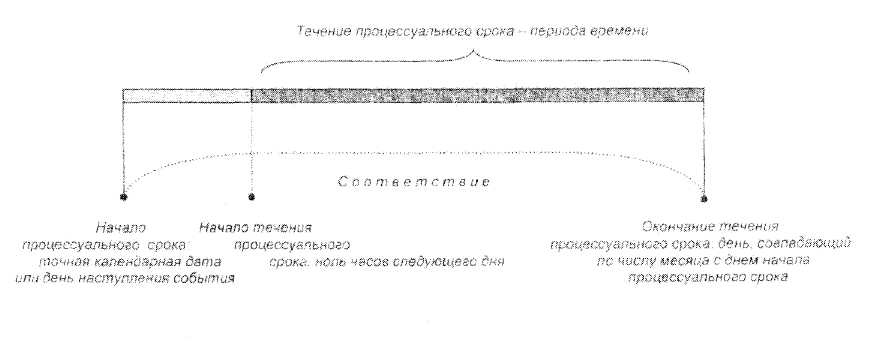 Течение процессуального срока – периода времени
Соответствие
Начало
процессуального срока:
точная календарная дата
или день наступления события
Начало течения
процессуального
срока: ноль часов следующего дня
Окончание течения
процессуального срока: день, совпадающий
по числу месяца с днем начала
процессуального срока